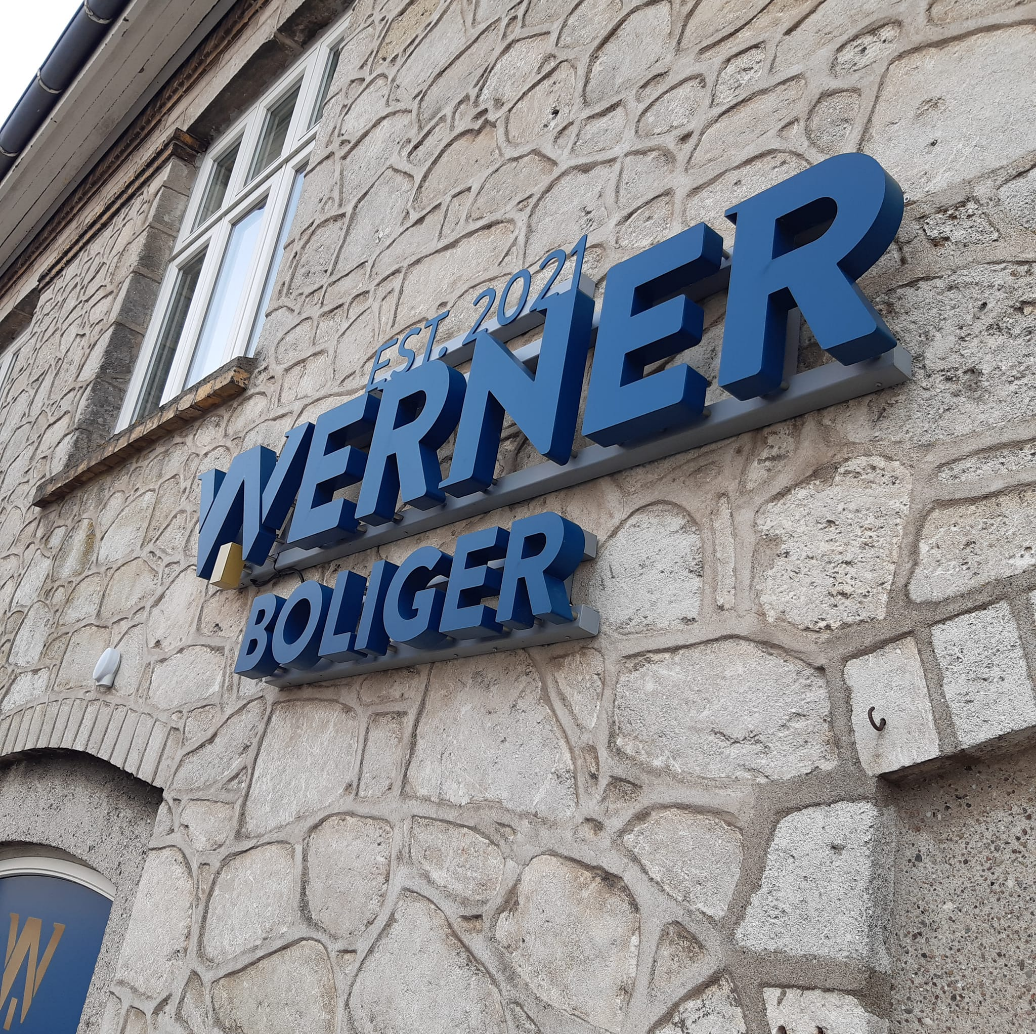 EST. 2021
WERNER
BOLIGER
W